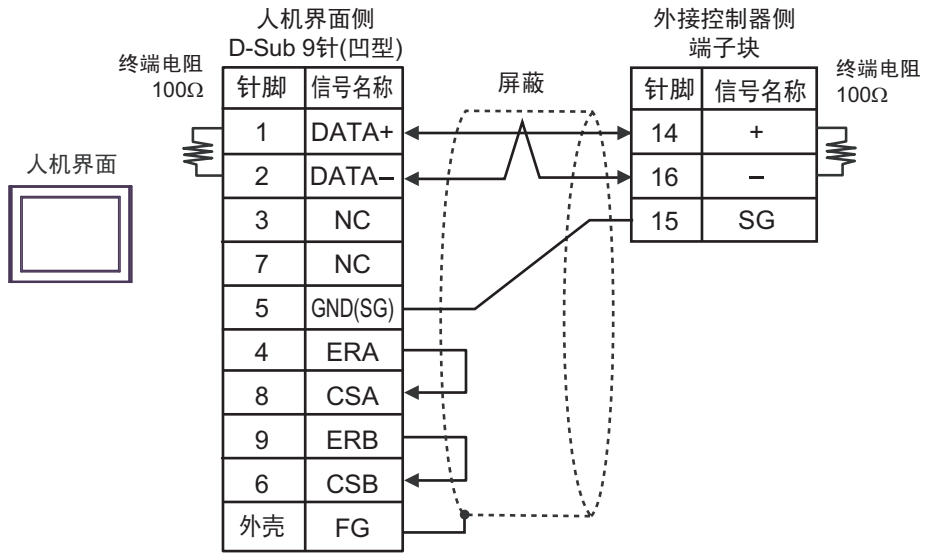 人机界面侧
D-Sub 9针(凹型)
外接控制器侧
端子块
终端电阻
100Ω
终端电阻
100Ω
屏蔽
人机界面
针脚 信号名称
1 DATA+
2 DATA−
3 NC
7 NC
5 GND(SG)
4 ERA
8 CSA
9 ERB
6 CSB
外壳 FG
针脚 信号名称
14 +
16 −
15 SG